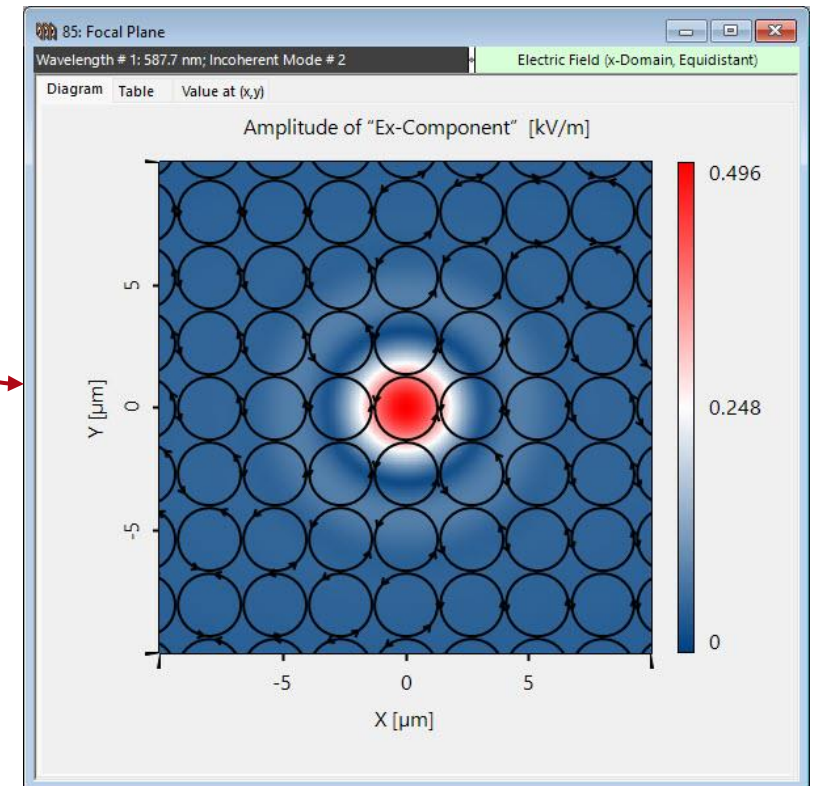 85: Focal Plane
Wavelength # 1: 587.7 nm; Incoherent Mode # 2
Electric Field (x-Domain, Equidistant)
Diagram Table Value at (x,y)
Amplitude of "Ex-Component" [kV/m]
0.496
0.248
0
Y [µm]
5
0
-5
-5 0 5
X [µm]